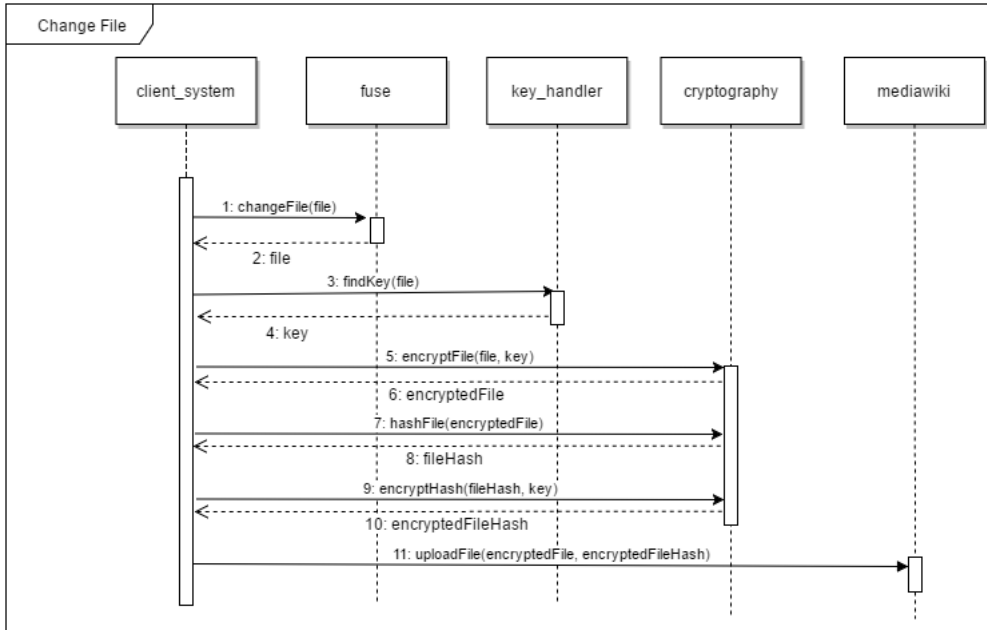 Change File
client_system
fuse
key_handler
cryptography
mediawiki
1: changeFile(file)
2: file
3: findKey(file)
4: key
5: encryptFile(file, key)
6: encryptedFile
7: hashFile(encryptedFile)
8: fileHash
9: encryptHash(fileHash, key)
10: encryptedFileHash
11: uploadFile(encryptedFile, encryptedFileHash)